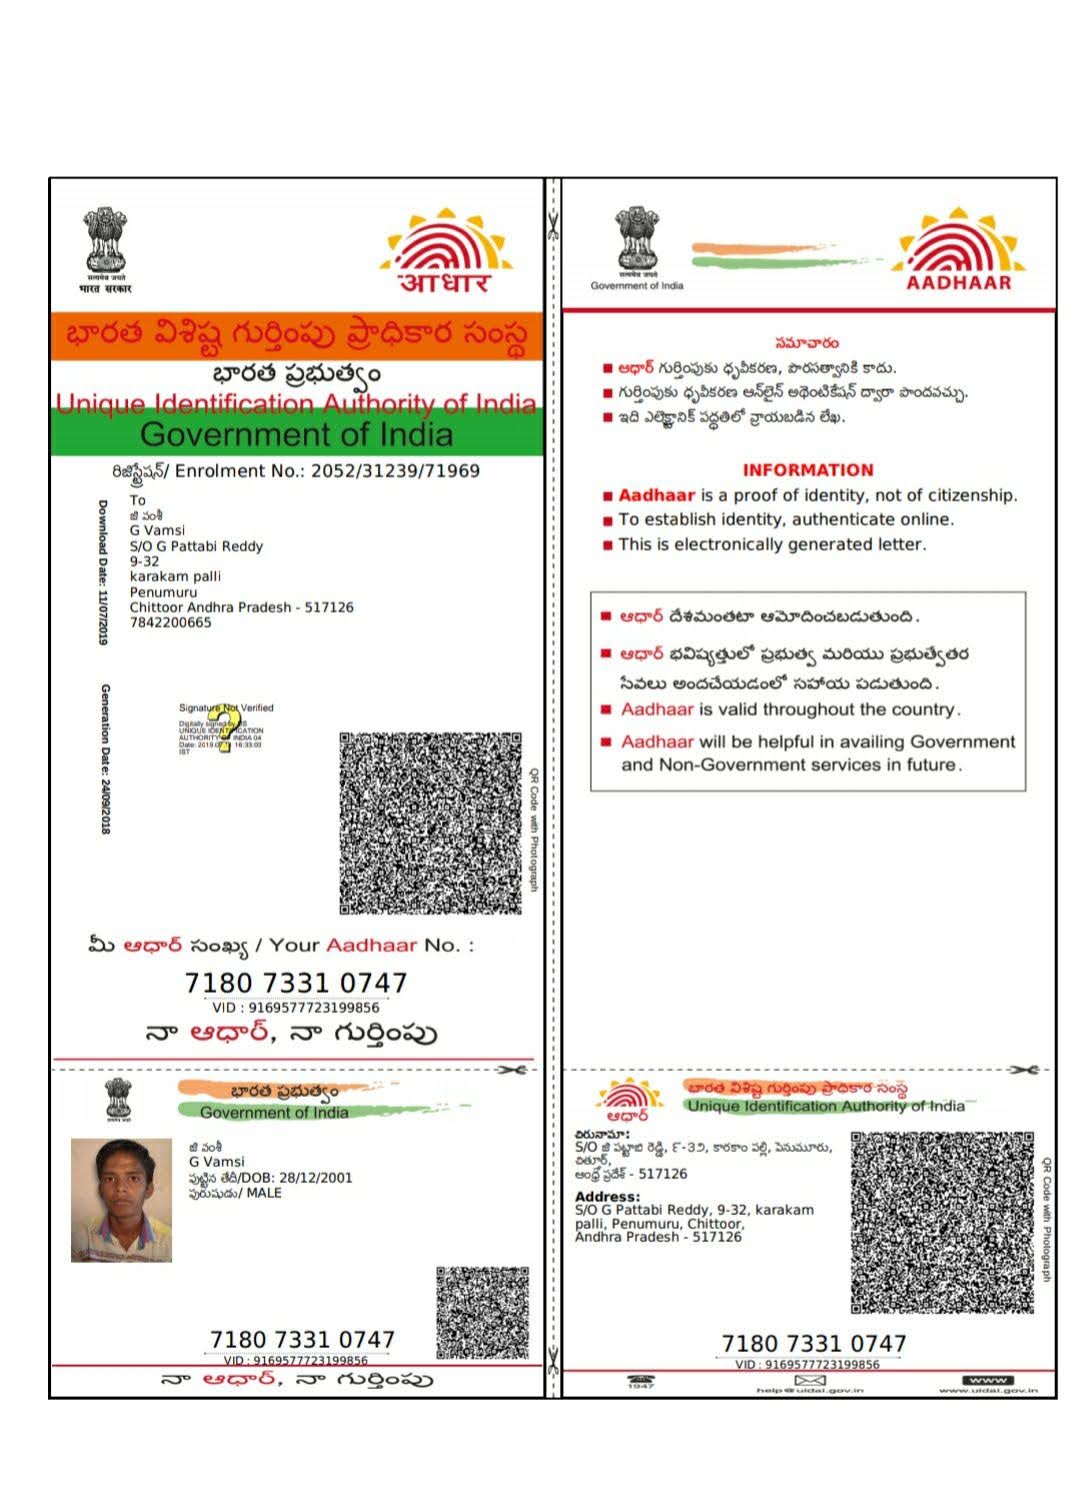 सत्यमेव जयते
भारत सरकार
आधार
భారత విశిష్ట గుర్తింపు ప్రాధికార సంస్థ
భారత ప్రభుత్వం
Unique Identification Authority of India
Government of India
రిజిస్ట్రేషన్/ Enrolment No.: 2052/31239/71969
Download Date: 11/07/2019
To
జి వంశీ
G Vamsi
S/O G Pattabi Reddy
9-32
karakam palli
Penumuru
Chittoor Andhra Pradesh - 517126
7842200665
Generation Date: 24/09/2018
Signature Not Verified
Digitally signed by DS
UNIQUE IDENTIFICATION
AUTHORITY OF INDIA 04
16:33:03
IST
QR Code with Photograph
మీ ఆధార్ సంఖ్య / Your Aadhaar No. :
7180 7331 0747
VID : 9169577723199856
నా ఆధార్, నా గుర్తింపు
భారత ప్రభుత్వం
Government of India
జి వంశీ
G Vamsi
పుట్టిన తేదీ/DOB: 28/12/2001
పురుషుడు/ MALE
7180 7331 0747
VID : 9169577723199856
నా ఆధార్, నా గుర్తింపు
सत्यमेव जयते
Government of India
AADHAAR
సమాచారం
ఆధార్ గుర్తింపుకు ధృవీకరణ, పౌరసత్వానికి కాదు.
గుర్తింపుకు ధృవీకరణ ఆన్‌లైన్ అథెంటికేషన్ ద్వారా పొందవచ్చు.
ఇది ఎలెక్ట్రానిక్ పద్ధతిలో వ్రాయబడిన లేఖ.
INFORMATION
Aadhaar is a proof of identity, not of citizenship.
To establish identity, authenticate online.
This is electronically generated letter.
ఆధార్ దేశమంతటా ఆమోదించబడుతుంది.
ఆధార్ భవిష్యత్తులో ప్రభుత్వ మరియు ప్రభుత్వేతర
సేవలు అందచేయడంలో సహాయ పడుతుంది.
Aadhaar is valid throughout the country.
Aadhaar will be helpful in availing Government
and Non-Government services in future.
ఆధార్
భారత విశిష్ట గుర్తింపు ప్రాధికార సంస్థ
Unique Identification Authority of India
చిరునామా:
S/O జి పట్టాభి రెడ్డి, ౯-౩౨, కారకాం పల్లి, పెనుమూరు,
చిత్తూర్,
ఆంధ్ర ప్రదేశ్ - 517126
Address:
S/O G Pattabi Reddy, 9-32, karakam
palli, Penumuru, Chittoor,
Andhra Pradesh - 517126
QR Code with Photograph
7180 7331 0747
VID : 9169577723199856
1947
help@uidai.gov.in
www
www.uidai.gov.in